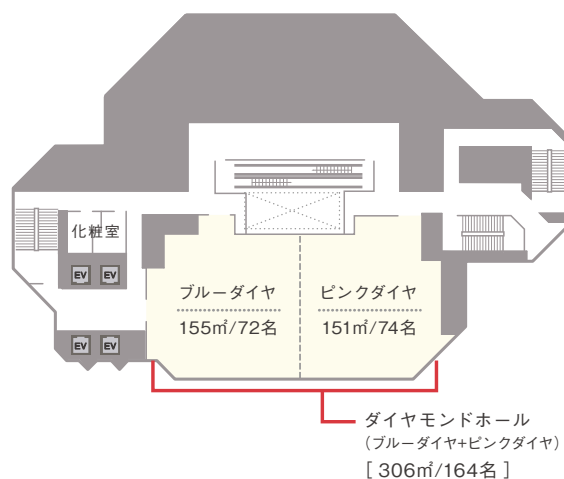 化粧室
EV EV
ブルーダイヤ
155㎡/72名
ピンクダイヤ
151㎡/74名
EV EV
ダイヤモンドホール
(ブルーダイヤ+ピンクダイヤ)
[ 306㎡/164名 ]